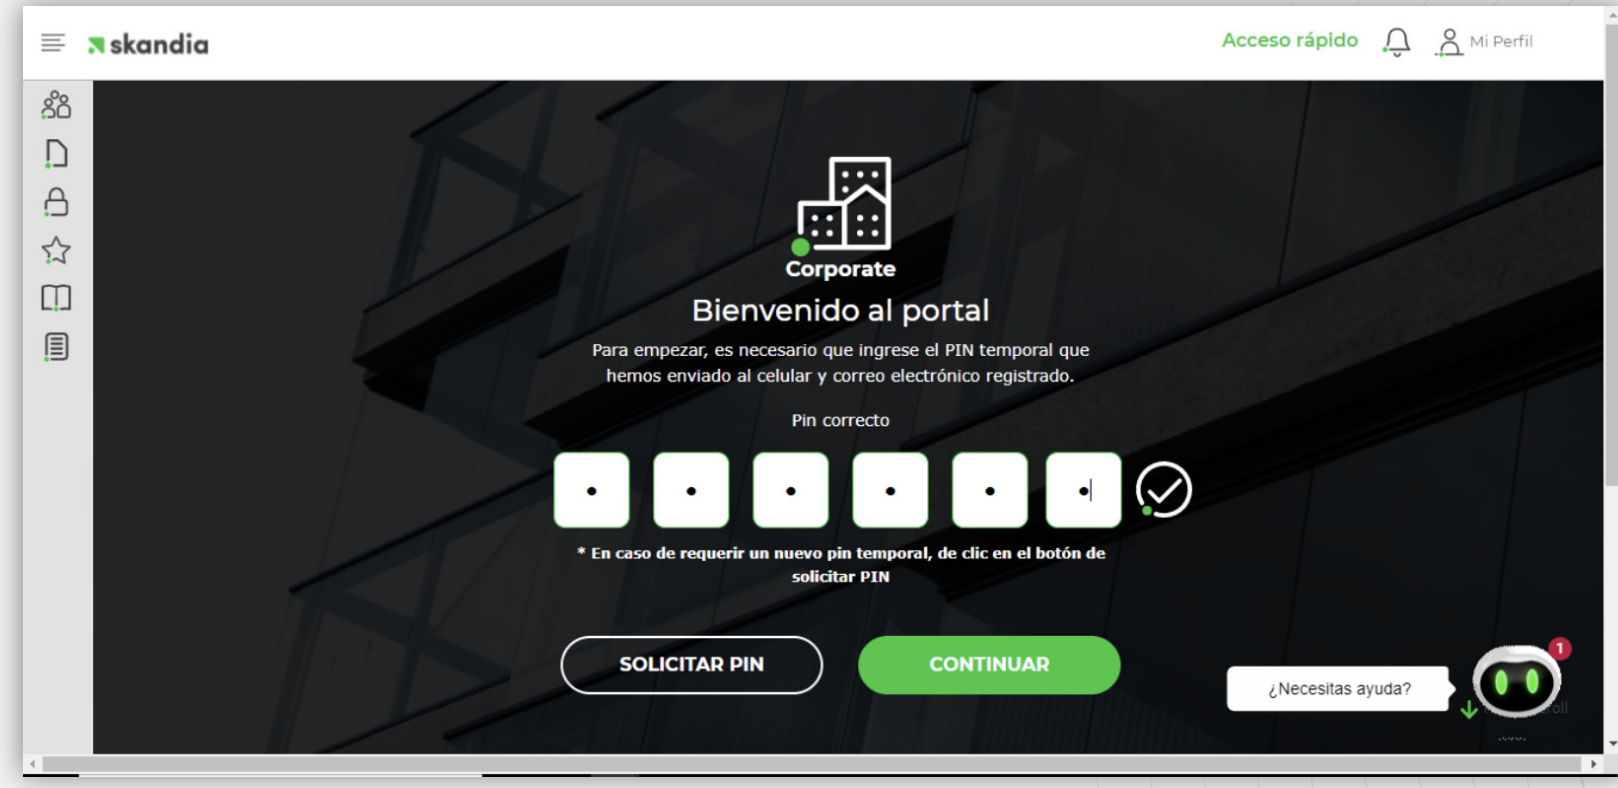 skandia
Acceso rápido
Mi Perfil
Corporate
Bienvenido al portal
Para empezar, es necesario que ingrese el PIN temporal que
hemos enviado al celular y correo electrónico registrado.
Pin correcto
* En caso de requerir un nuevo pin temporal, de clic en el botón de
solicitar PIN
SOLICITAR PIN
CONTINUAR
¿Necesitas ayuda?
1